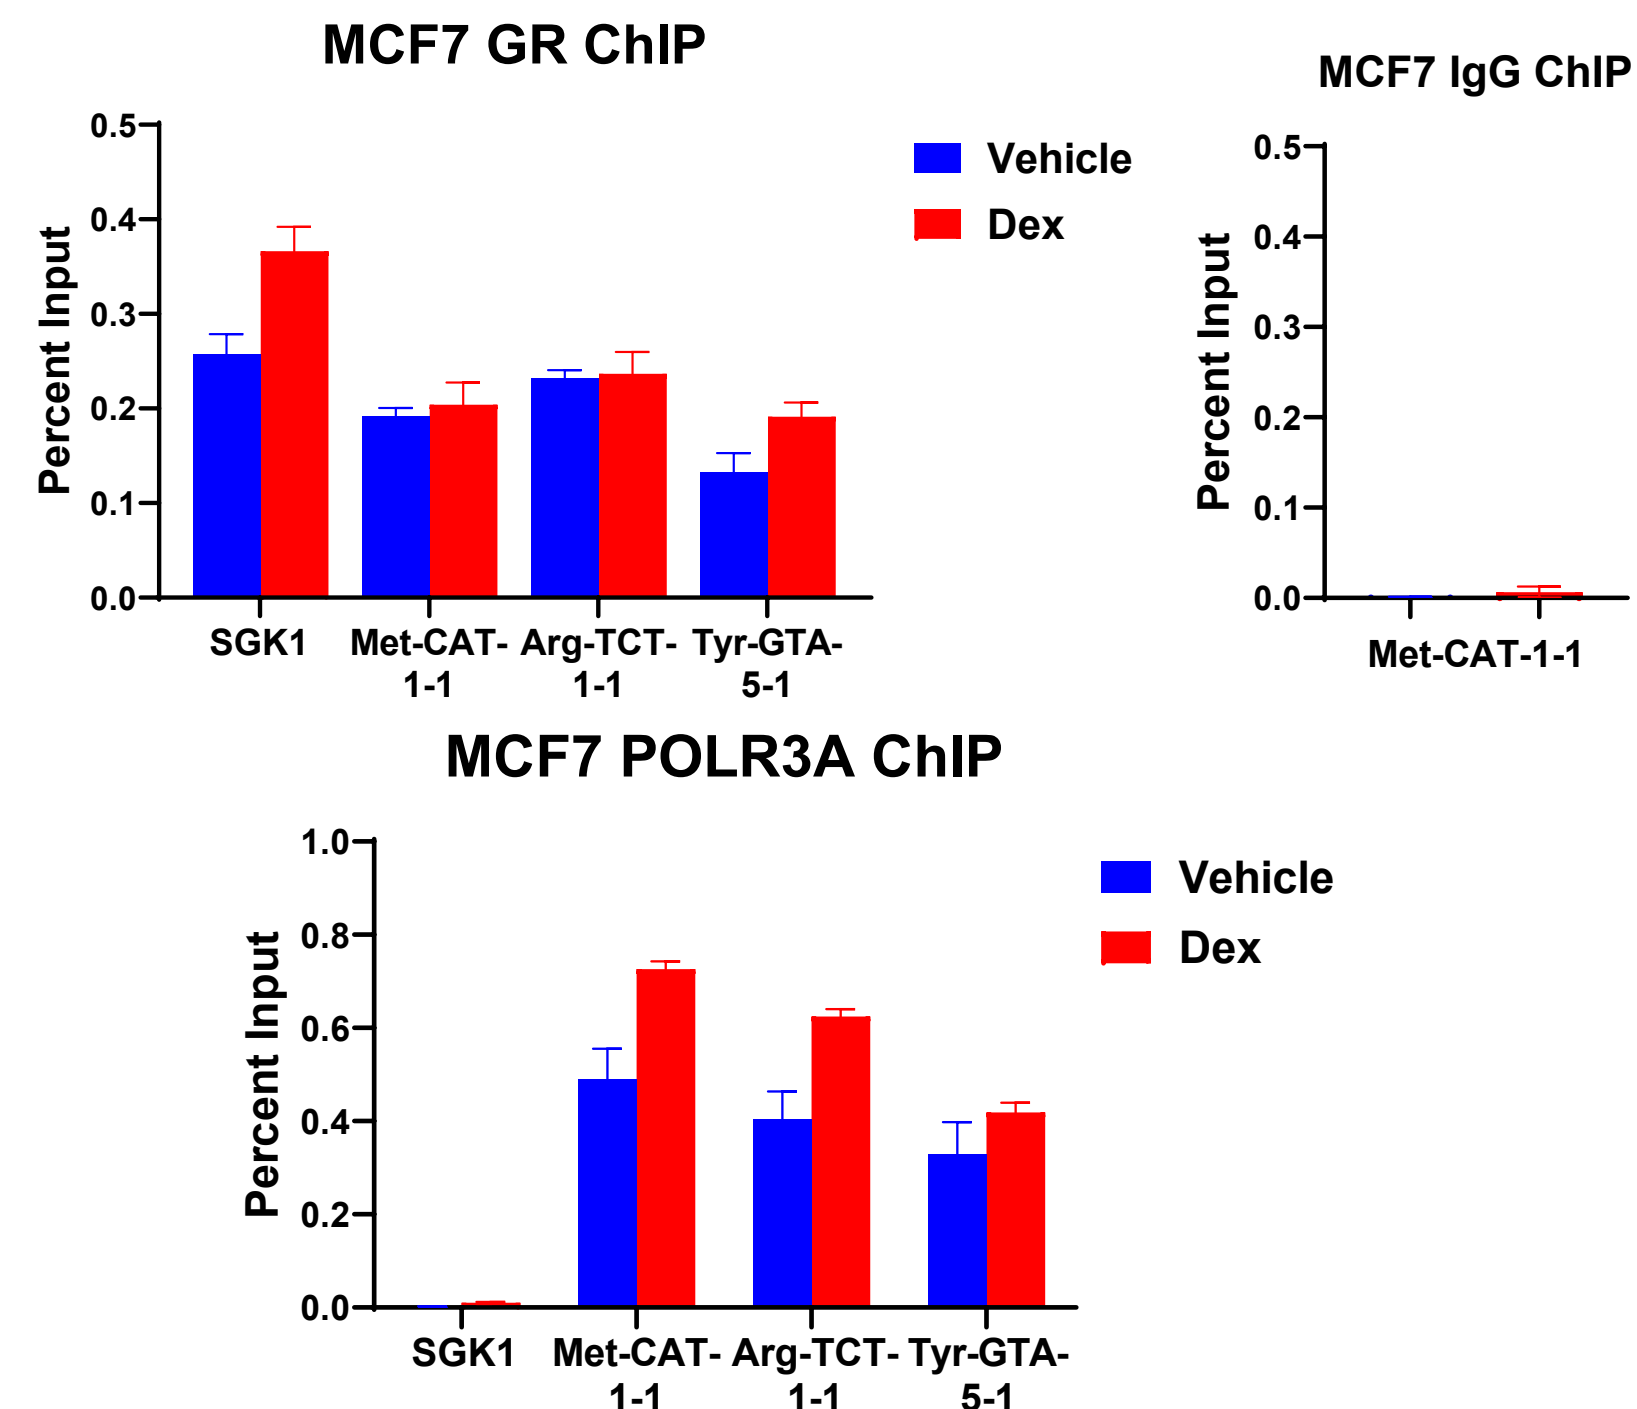 MCF7 GR ChIP
Percent Input
0.5
0.4
0.3
0.2
0.1
0.0
SGK1
Met-CAT-
1-1
Arg-TCT-
1-1
Tyr-GTA-
5-1
Vehicle
Dex
MCF7 IgG ChIP
Percent Input
0.5
0.4
0.3
0.2
0.1
0.0
Met-CAT-1-1
MCF7 POLR3A ChIP
Percent Input
1.0
0.8
0.6
0.4
0.2
0.0
SGK1
Met-CAT-
1-1
Arg-TCT-
1-1
Tyr-GTA-
5-1
Vehicle
Dex